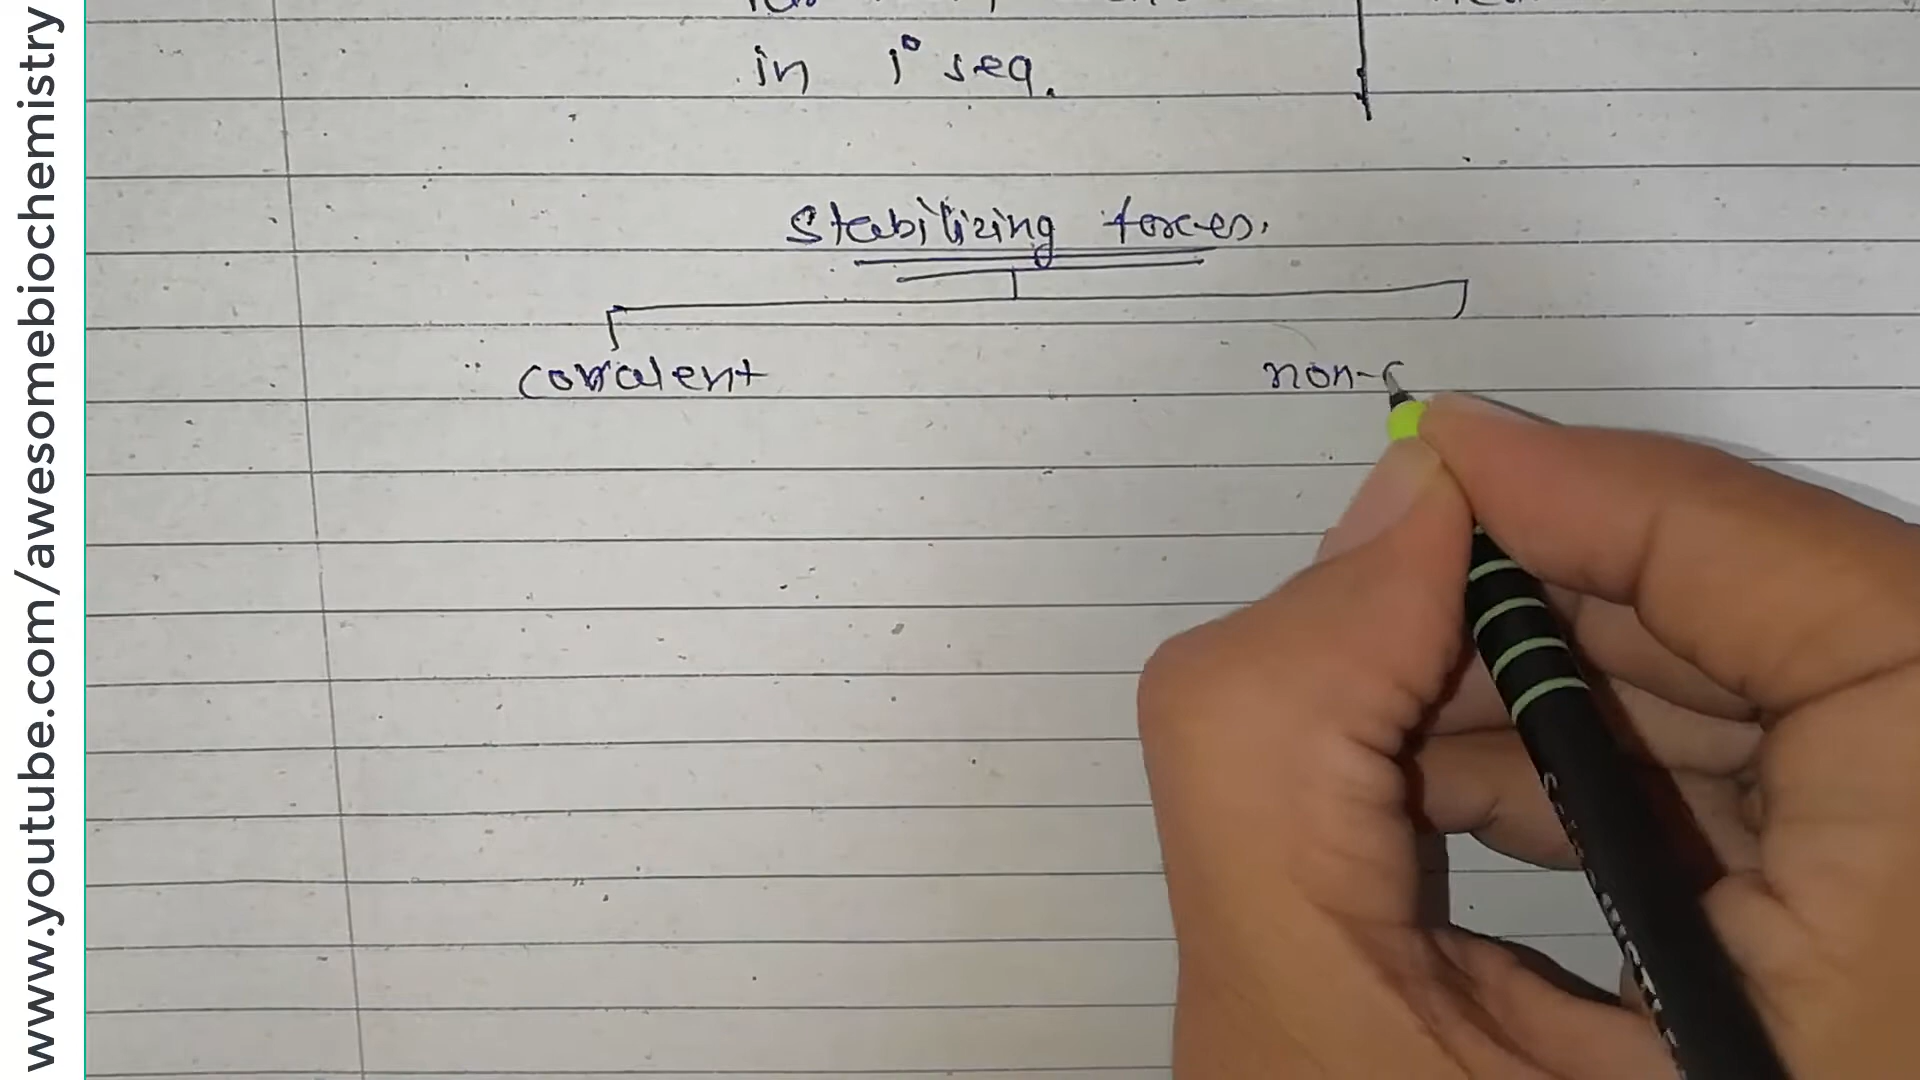 www.youtube.com/awesomebiochemistry
in 1° seq.
Stabilizing forces.
covalent
non-c